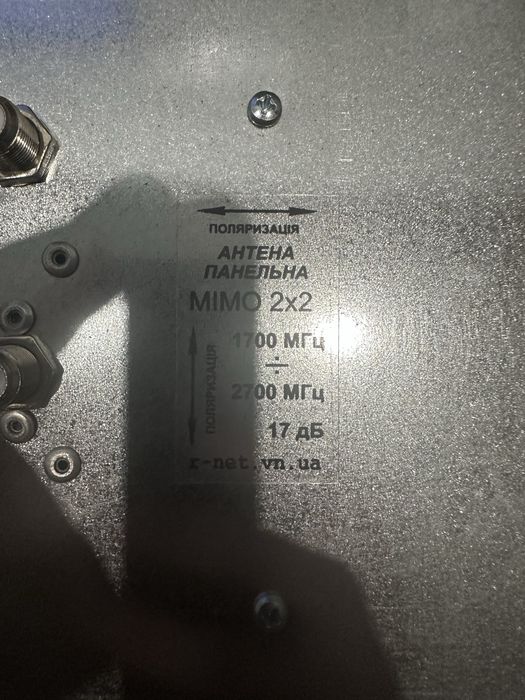 ПОЛЯРИЗАЦІЯ
АНТЕНА
ПАНЕЛЬНА
MIMO 2x2
ПОЛЯРИЗАЦІЯ
1700 МГц
÷
2700 МГц
17 дБ
r-net.vn.ua